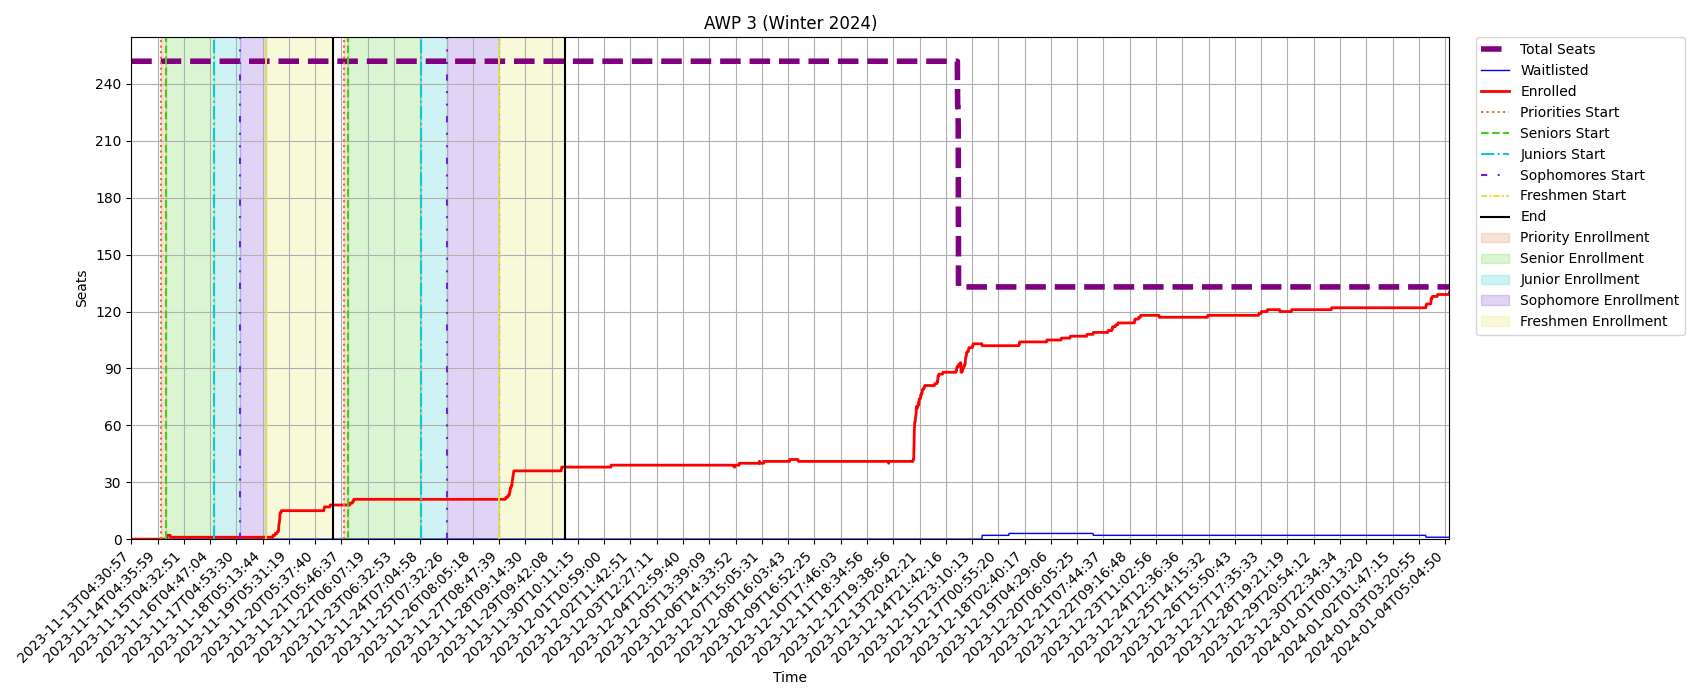 AWP 3 (Winter 2024)
Seats
240
210
180
150
120
90
60
30
0
2023-11-13T04:30:57
2023-11-14T04:35:59
2023-11-15T04:32:51
2023-11-16T04:47:04
2023-11-17T04:53:30
2023-11-18T05:13:44
2023-11-19T05:31:19
2023-11-20T05:37:40
2023-11-21T05:46:37
2023-11-22T06:07:19
2023-11-23T06:32:53
2023-11-24T07:04:58
2023-11-25T07:32:26
2023-11-26T08:05:18
2023-11-27T08:47:39
2023-11-28T09:14:30
2023-11-29T09:42:08
2023-11-30T10:11:15
2023-12-01T10:59:00
2023-12-02T11:42:51
2023-12-03T12:27:11
2023-12-04T12:59:40
2023-12-05T13:39:09
2023-12-06T14:33:52
2023-12-07T15:05:31
2023-12-08T16:03:43
2023-12-09T16:52:25
2023-12-10T17:46:03
2023-12-11T18:34:56
2023-12-12T19:38:56
2023-12-13T20:42:21
2023-12-14T21:42:16
2023-12-15T23:10:13
2023-12-17T00:55:20
2023-12-18T02:40:17
2023-12-19T04:29:06
2023-12-20T06:05:25
2023-12-21T07:44:37
2023-12-22T09:16:48
2023-12-23T11:02:56
2023-12-24T12:36:36
2023-12-25T14:15:32
2023-12-26T15:50:43
2023-12-27T17:35:33
2023-12-28T19:21:19
2023-12-29T20:54:12
2023-12-30T22:34:34
2024-01-01T00:13:20
2024-01-02T01:47:15
2024-01-03T03:20:55
2024-01-04T05:04:50
Time
Total Seats
Waitlisted
Enrolled
Priorities Start
Seniors Start
Juniors Start
Sophomores Start
Freshmen Start
End
Priority Enrollment
Senior Enrollment
Junior Enrollment
Sophomore Enrollment
Freshmen Enrollment